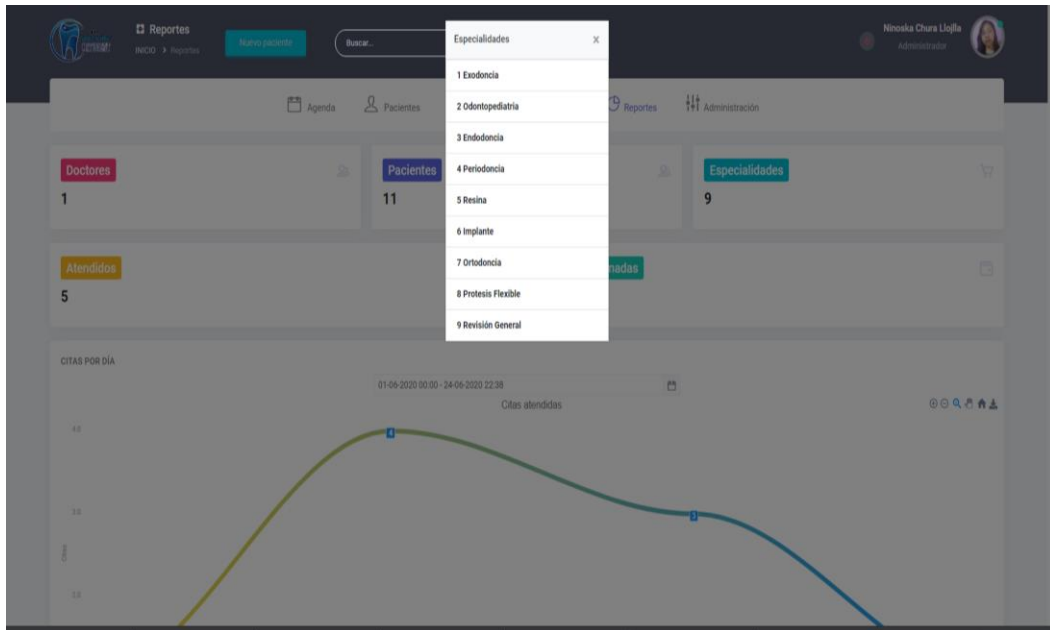 Reportes
INICIO > Reportes
Nuevo paciente
Buscar...
Ninoska Chura Llojlla
Administrador
Especialidades X
1 Exodoncia
2 Odontopediatria
3 Endodoncia
4 Periodoncia
5 Resina
6 Implante
7 Ortodoncia
8 Protesis Flexible
9 Revisión General
Agenda
Pacientes
Reportes
Administración
Doctores
1
Pacientes
11
Especialidades
9
Atendidos
5
nadas
CITAS POR DÍA
01-06-2020 00:00 - 24-06-2020 22:38
Citas atendidas
4.0
4
3
Citas